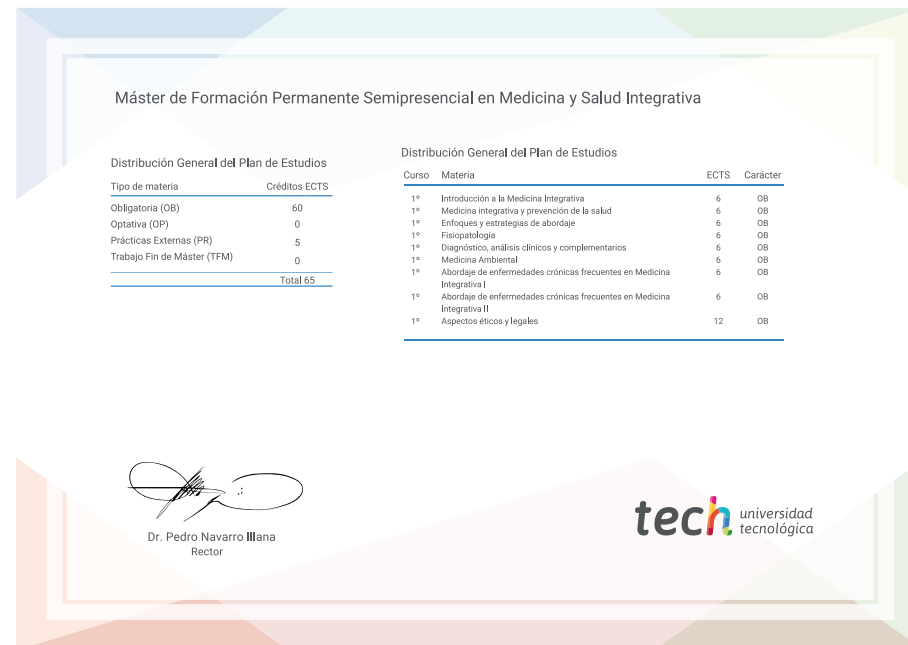 Máster de Formación Permanente Semipresencial en Medicina y Salud Integrativa
Distribución General del Plan de Estudios
Tipo de materia Créditos ECTS
Obligatoria (OB) 60
Optativa (OP) 0
Prácticas Externas (PR) 5
Trabajo Fin de Máster (TFM) 0
Total 65
Distribución General del Plan de Estudios
Curso Materia ECTS Carácter
1º Introducción a la Medicina Integrativa 6 OB
1º Medicina integrativa y prevención de la salud 6 OB
1º Enfoques y estrategias de abordaje 6 OB
1º Fisiopatología 6 OB
1º Diagnóstico, análisis clínicos y complementarios 6 OB
1º Medicina Ambiental 6 OB
1º Abordaje de enfermedades crónicas frecuentes en Medicina 6 OB
Integrativa I
1º Abordaje de enfermedades crónicas frecuentes en Medicina 6 OB
Integrativa II
1º Aspectos éticos y legales 12 OB
Dr. Pedro Navarro Illana
Rector
tech universidad
tecnológica